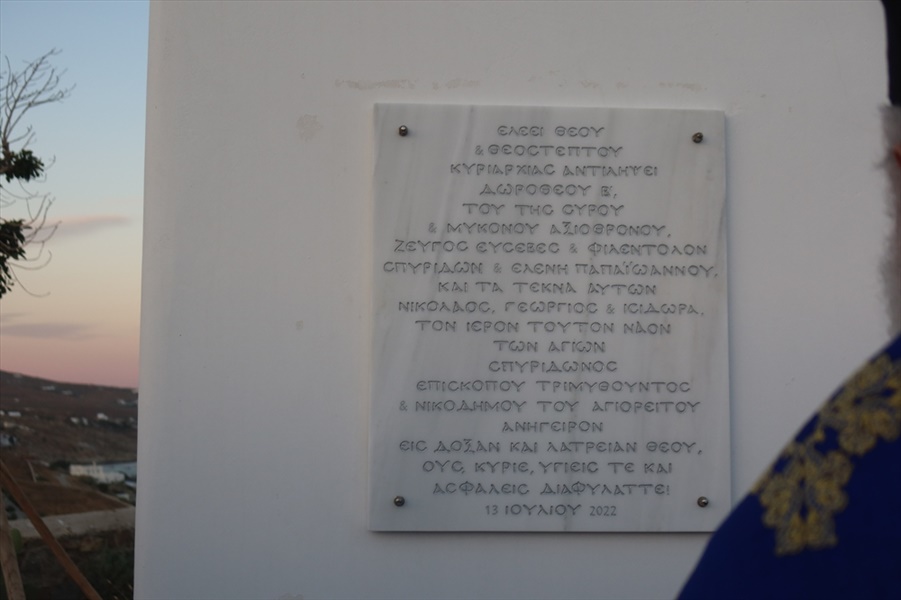 ΕΛΕΕΙ ΘΕΟΥ
& ΘΕΟΣΤΕΠΤΟΥ
ΚΥΡΙΑΡΧΙΑΣ ΑΝΤΙΛΗΨΕΙ
ΔΩΡΟΘΕΟΥ Β',
ΤΟΥ ΤΗΣ ΣΥΡΟΥ
& ΜΥΚΟΝΟΥ ΑΞΙΟΘΡΟΝΟΥ,
ΖΕΥΓΟΣ ΕΥΣΕΒΕΣ & ΦΙΛΕΝΤΟΛΟΝ
ΣΠΥΡΙΔΩΝ & ΕΛΕΝΗ ΠΑΠΑΪΩΑΝΝΟΥ,
ΚΑΙ ΤΑ ΤΕΚΝΑ ΑΥΤΩΝ
ΝΙΚΟΛΑΟΣ, ΓΕΩΡΓΙΟΣ & ΙΣΙΔΩΡΑ,
ΤΟΝ ΙΕΡΟΝ ΤΟΥΤΟΝ ΝΑΟΝ
ΤΩΝ ΑΓΙΩΝ
ΣΠΥΡΙΔΩΝΟΣ
ΕΠΙΣΚΟΠΟΥ ΤΡΙΜΥΘΟΥΝΤΟΣ
& ΝΙΚΟΔΗΜΟΥ ΤΟΥ ΑΓΙΟΡΕΙΤΟΥ
ΑΝΗΓΕΙΡΟΝ
ΕΙΣ ΔΟΞΑΝ ΚΑΙ ΛΑΤΡΕΙΑΝ ΘΕΟΥ,
ΟΥΣ, ΚΥΡΙΕ, ΥΓΙΕΙΣ ΤΕ ΚΑΙ
ΑΣΦΑΛΕΙΣ ΔΙΑΦΥΛΑΤΤΕ!
13 ΙΟΥΛΙΟΥ 2022